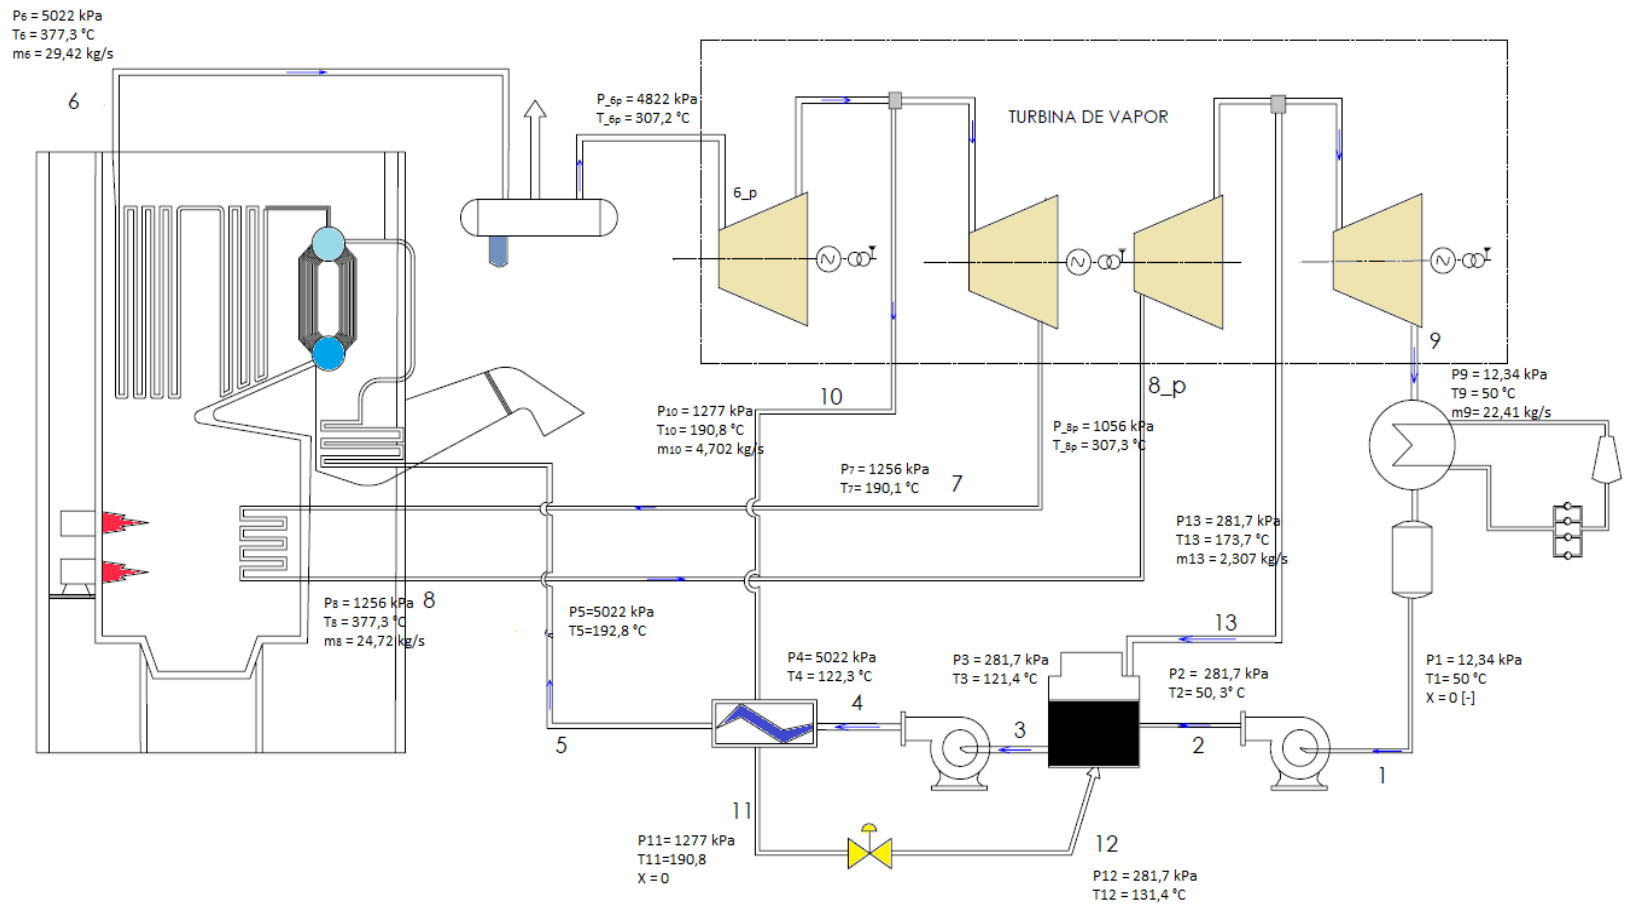 P6 = 5022 kPa
T6 = 377,3 °C
m6 = 29,42 kg/s
6
P_6p = 4822 kPa
T_6p = 307,2 °C
TURBINA DE VAPOR
6_p
9
P9 = 12,34 kPa
T9 = 50 °C
m9= 22,41 kg/s
8_p
10
P10 = 1277 kPa
T10 = 190,8 °C
m10 = 4,702 kg/s
P_8p = 1056 kPa
T_8p = 307,3 °C
P7 = 1256 kPa
T7= 190,1 °C
7
P13 = 281,7 kPa
T13 = 173,7 °C
m13 = 2,307 kg/s
P8 = 1256 kPa
T8 = 377,3 °C
m8 = 24,72 kg/s
8
P5=5022 kPa
T5=192,8 °C
13
P4= 5022 kPa
T4 = 122,3 °C
P3 = 281,7 kPa
T3 = 121,4 °C
P2 = 281,7 kPa
T2= 50, 3° C
P1 = 12,34 kPa
T1= 50 °C
X = 0 [-]
5
4
3
2
1
11
P11= 1277 kPa
T11=190,8
X = 0
12
P12 = 281,7 kPa
T12 = 131,4 °C